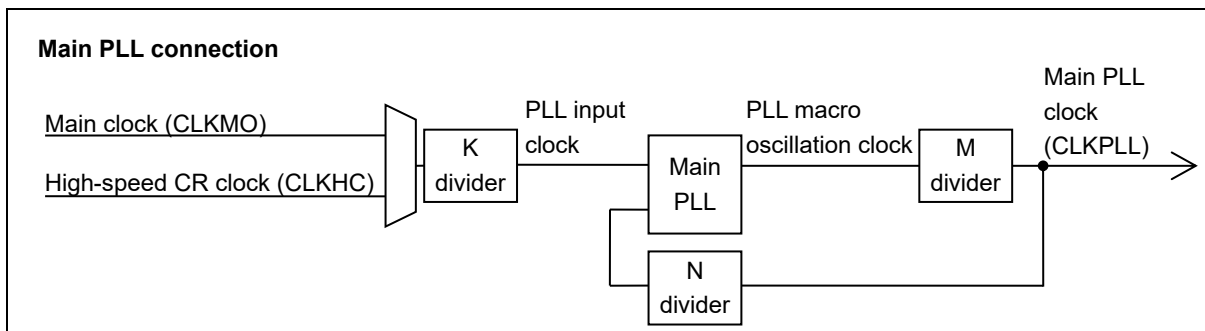 Main PLL connection
Main clock (CLKMO)
High-speed CR clock (CLKHC)
K
divider
PLL input
clock
Main
PLL
PLL macro
oscillation clock
M
divider
Main PLL
clock
(CLKPLL)
N
divider